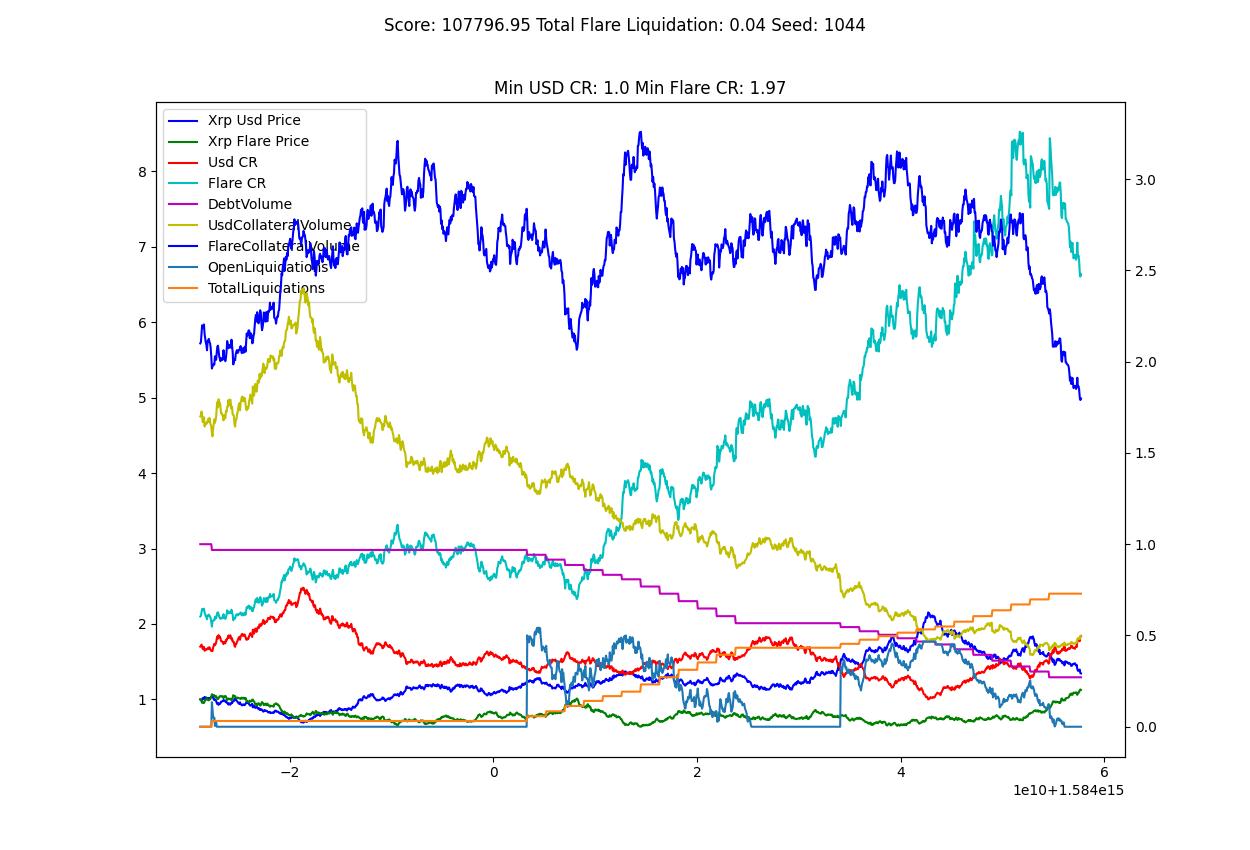 Score: 107796.95 Total Flare Liquidation: 0.04 Seed: 1044
Min USD CR: 1.0 Min Flare CR: 1.97
Xrp Usd Price
Xrp Flare Price
Usd CR
Flare CR
DebtVolume
UsdCollateralVolume
FlareCollateralVolume
OpenLiquidations
TotalLiquidations
8
7
6
5
4
3
2
1
3.0
2.5
2.0
1.5
1.0
0.5
0.0
−2
0
2
4
6
1e10+1.584e15